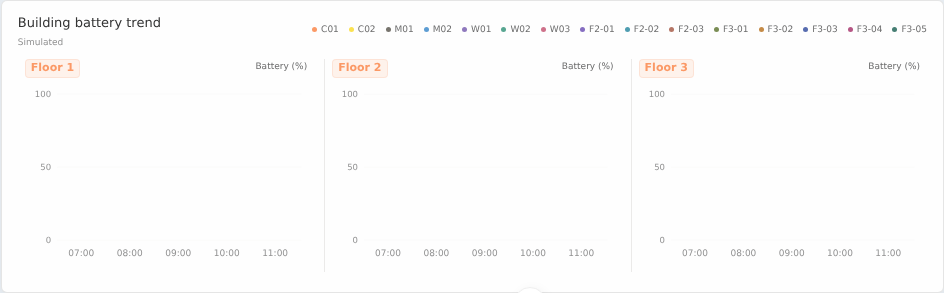 Building battery trend
Simulated
C01 C02 M01 M02 W01 W02 W03 F2-01 F2-02 F2-03 F3-01 F3-02 F3-03 F3-04 F3-05
Floor 1 Battery (%)
100
50
0
07:00 08:00 09:00 10:00 11:00
Floor 2 Battery (%)
100
50
0
07:00 08:00 09:00 10:00 11:00
Floor 3 Battery (%)
100
50
0
07:00 08:00 09:00 10:00 11:00